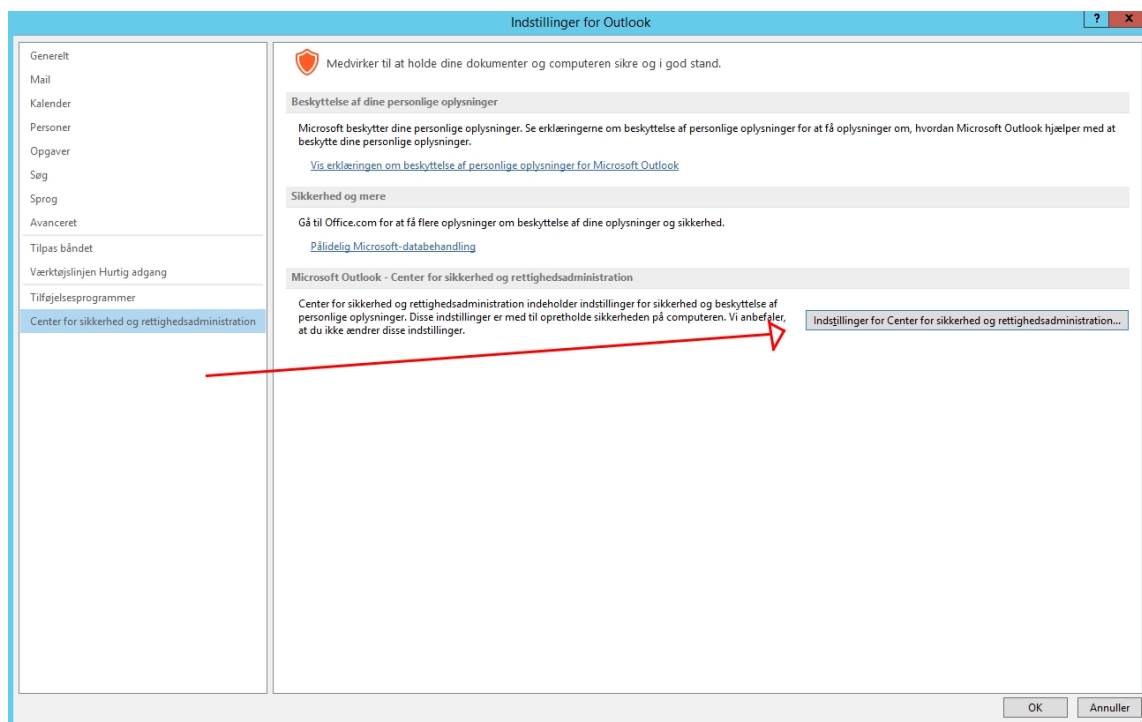 Indstillinger for Outlook
? X
Generelt
Mail
Kalender
Personer
Opgaver
Søg
Sprog
Avanceret
Tilpas båndet
Værktøjslinjen Hurtig adgang
Tilføjelsesprogrammer
Center for sikkerhed og rettighedsadministration
Medvirker til at holde dine dokumenter og computeren sikre og i god stand.
Beskyttelse af dine personlige oplysninger
Microsoft beskytter dine personlige oplysninger. Se erklæringerne om beskyttelse af personlige oplysninger for at få oplysninger om, hvordan Microsoft Outlook hjælper med at
beskytte dine personlige oplysninger.
Vis erklæringen om beskyttelse af personlige oplysninger for Microsoft Outlook
Sikkerhed og mere
Gå til Office.com for at få flere oplysninger om beskyttelse af dine oplysninger og sikkerhed.
Pålidelig Microsoft-databehandling
Microsoft Outlook - Center for sikkerhed og rettighedsadministration
Center for sikkerhed og rettighedsadministration indeholder indstillinger for sikkerhed og beskyttelse af
personlige oplysninger. Disse indstillinger er med til opretholde sikkerheden på computeren. Vi anbefaler,
at du ikke ændrer disse indstillinger.
Indstillinger for Center for sikkerhed og rettighedsadministration...
OK
Annuller